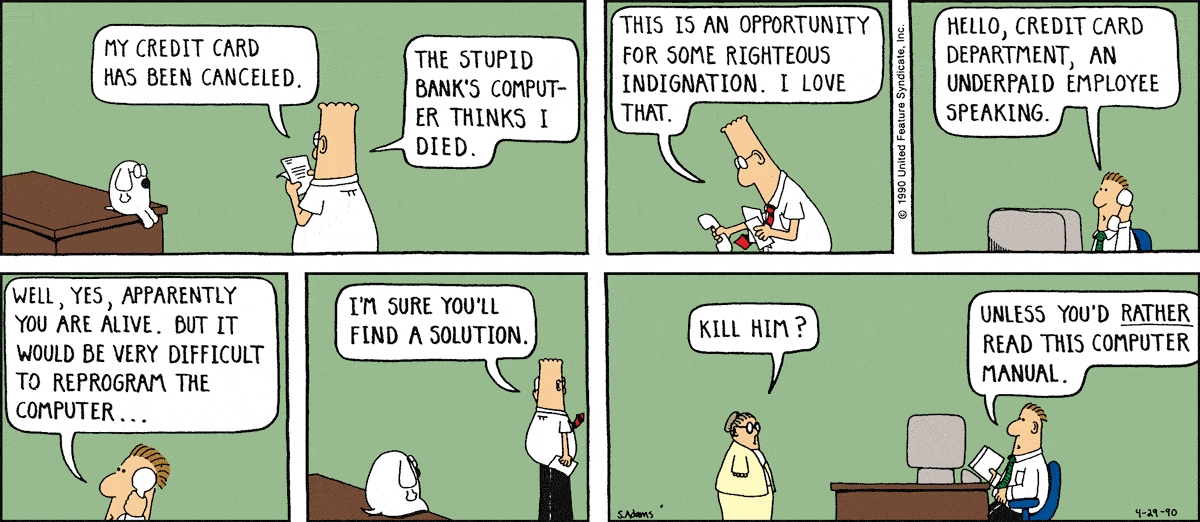 MY CREDIT CARD
HAS BEEN CANCELED.
THE STUPID
BANK'S COMPUT-
ER THINKS I
DIED.
THIS IS AN OPPORTUNITY
FOR SOME RIGHTEOUS
INDIGNATION. I LOVE
THAT.
© 1990 United Feature Syndicate, Inc.
HELLO, CREDIT CARD
DEPARTMENT, AN
UNDERPAID EMPLOYEE
SPEAKING.
WELL, YES, APPARENTLY
YOU ARE ALIVE. BUT IT
WOULD BE VERY DIFFICULT
TO REPROGRAM THE
COMPUTER...
I'M SURE YOU'LL
FIND A SOLUTION.
KILL HIM?
UNLESS YOU'D RATHER
READ THIS COMPUTER
MANUAL.
S.Adams
4-29-90